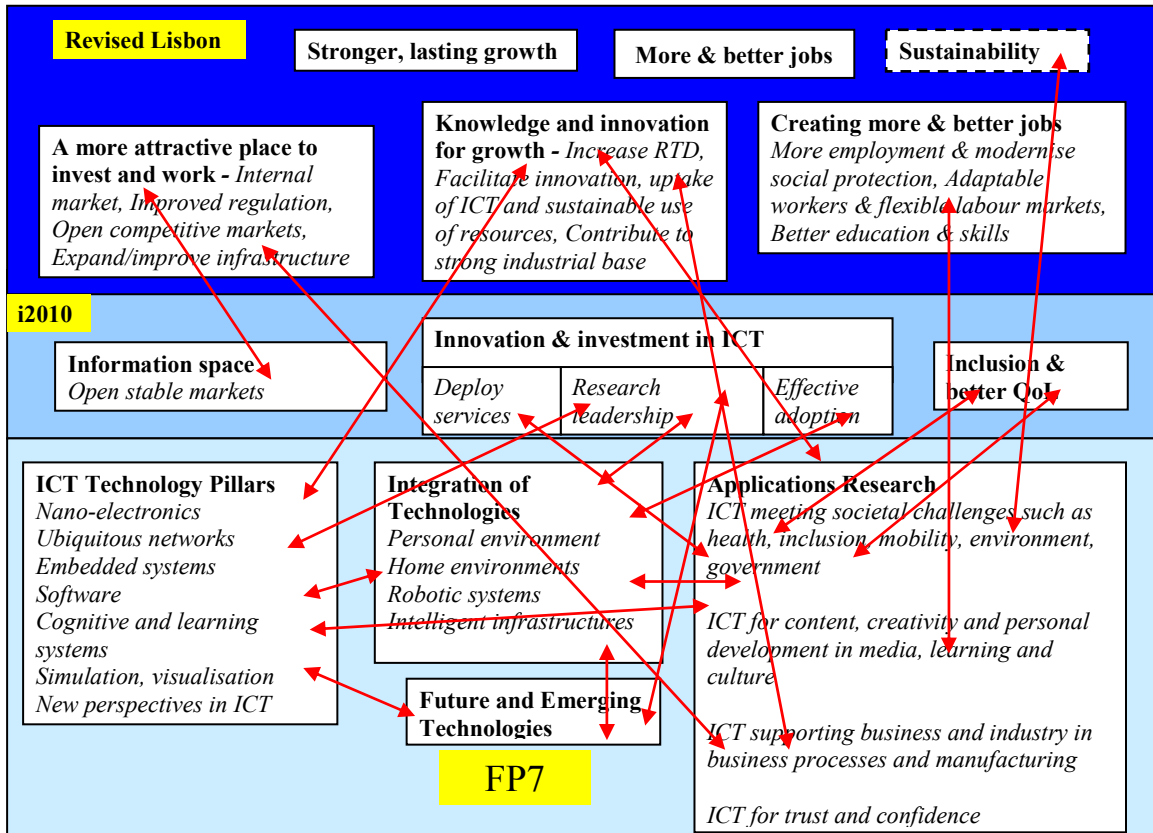 Revised Lisbon
Stronger, lasting growth
More & better jobs
Sustainability
A more attractive place to
invest and work - Internal
market, Improved regulation,
Open competitive markets,
Expand/improve infrastructure
Knowledge and innovation
for growth - Increase RTD,
Facilitate innovation, uptake
of ICT and sustainable use
of resources, Contribute to
strong industrial base
Creating more & better jobs
More employment & modernise
social protection, Adaptable
workers & flexible labour markets,
Better education & skills
i2010
Information space
Open stable markets
Innovation & investment in ICT
Deploy
services
Research
leadership
Effective
adoption
Inclusion &
better QoL
ICT Technology Pillars
Nano-electronics
Ubiquitous networks
Embedded systems
Software
Cognitive and learning
systems
Simulation, visualisation
New perspectives in ICT
Integration of
Technologies
Personal environment
Home environments
Robotic systems
Intelligent infrastructures
Future and Emerging
Technologies
Applications Research
ICT meeting societal challenges such as
health, inclusion, mobility, environment,
government
ICT for content, creativity and personal
development in media, learning and
culture
ICT supporting business and industry in
business processes and manufacturing
ICT for trust and confidence
FP7